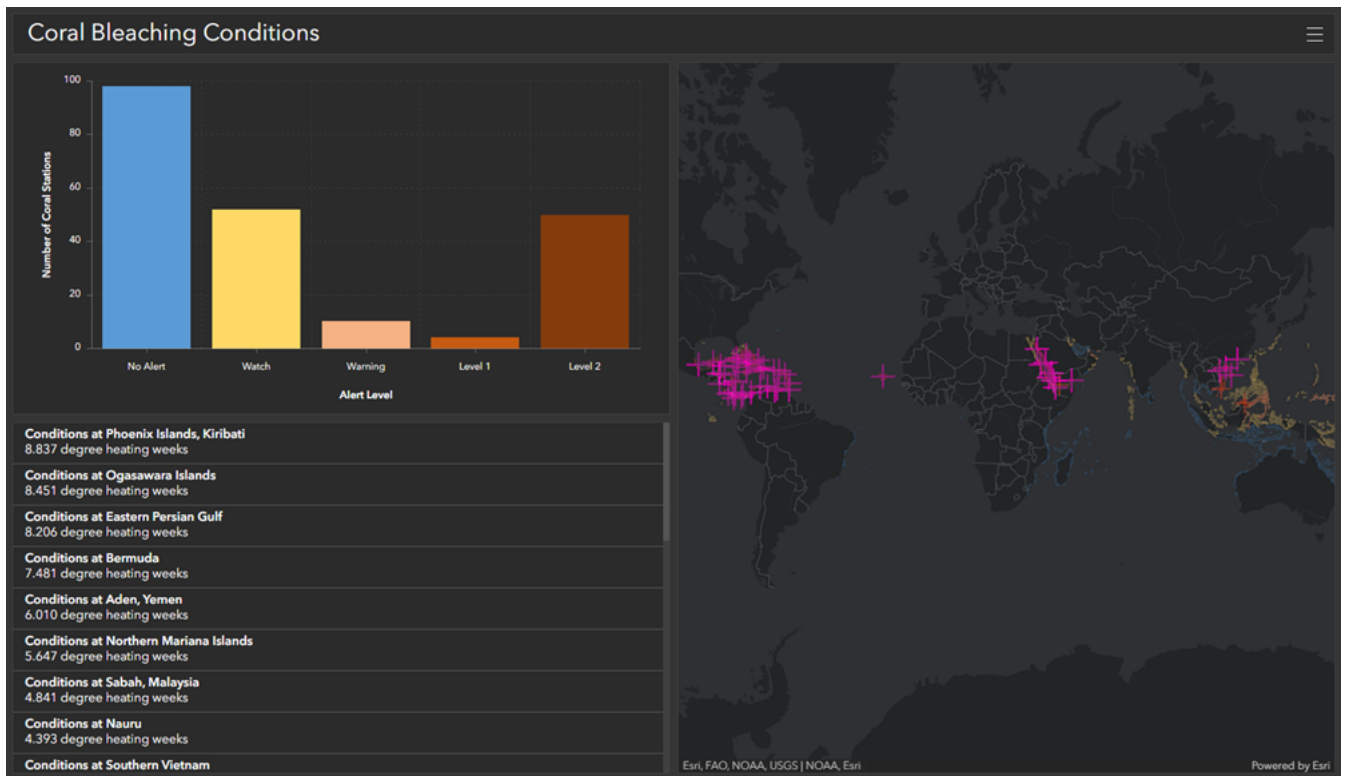 Coral Bleaching Conditions
100
80
60
40
20
0
Number of Coral Stations
No Alert
Watch
Warning
Level 1
Level 2
Alert Level
Conditions at Phoenix Islands, Kiribati
8.837 degree heating weeks
Conditions at Ogasawara Islands
8.451 degree heating weeks
Conditions at Eastern Persian Gulf
8.206 degree heating weeks
Conditions at Bermuda
7.481 degree heating weeks
Conditions at Aden, Yemen
6.010 degree heating weeks
Conditions at Northern Mariana Islands
5.647 degree heating weeks
Conditions at Sabah, Malaysia
4.841 degree heating weeks
Conditions at Nauru
4.393 degree heating weeks
Conditions at Southern Vietnam
Esri, FAO, NOAA, USGS | NOAA, Esri
Powered by Esri